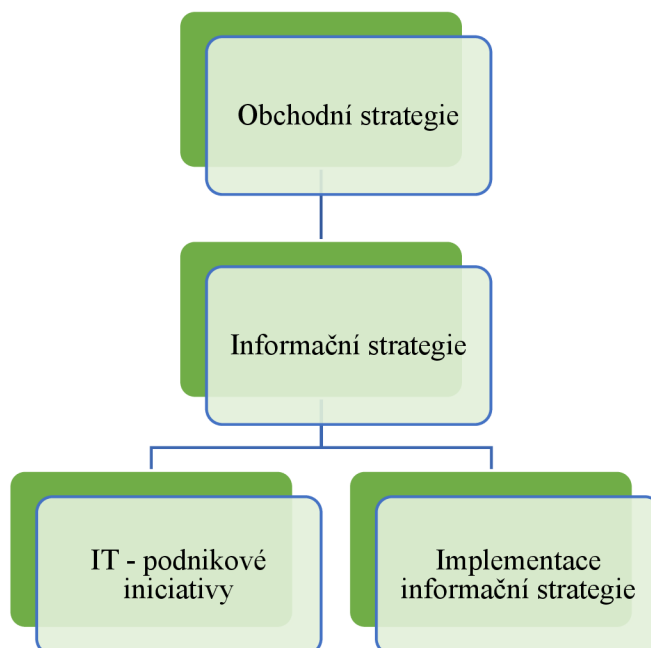 Obchodní strategie
Informační strategie
IT - podnikové
iniciativy
Implementace
informační strategie